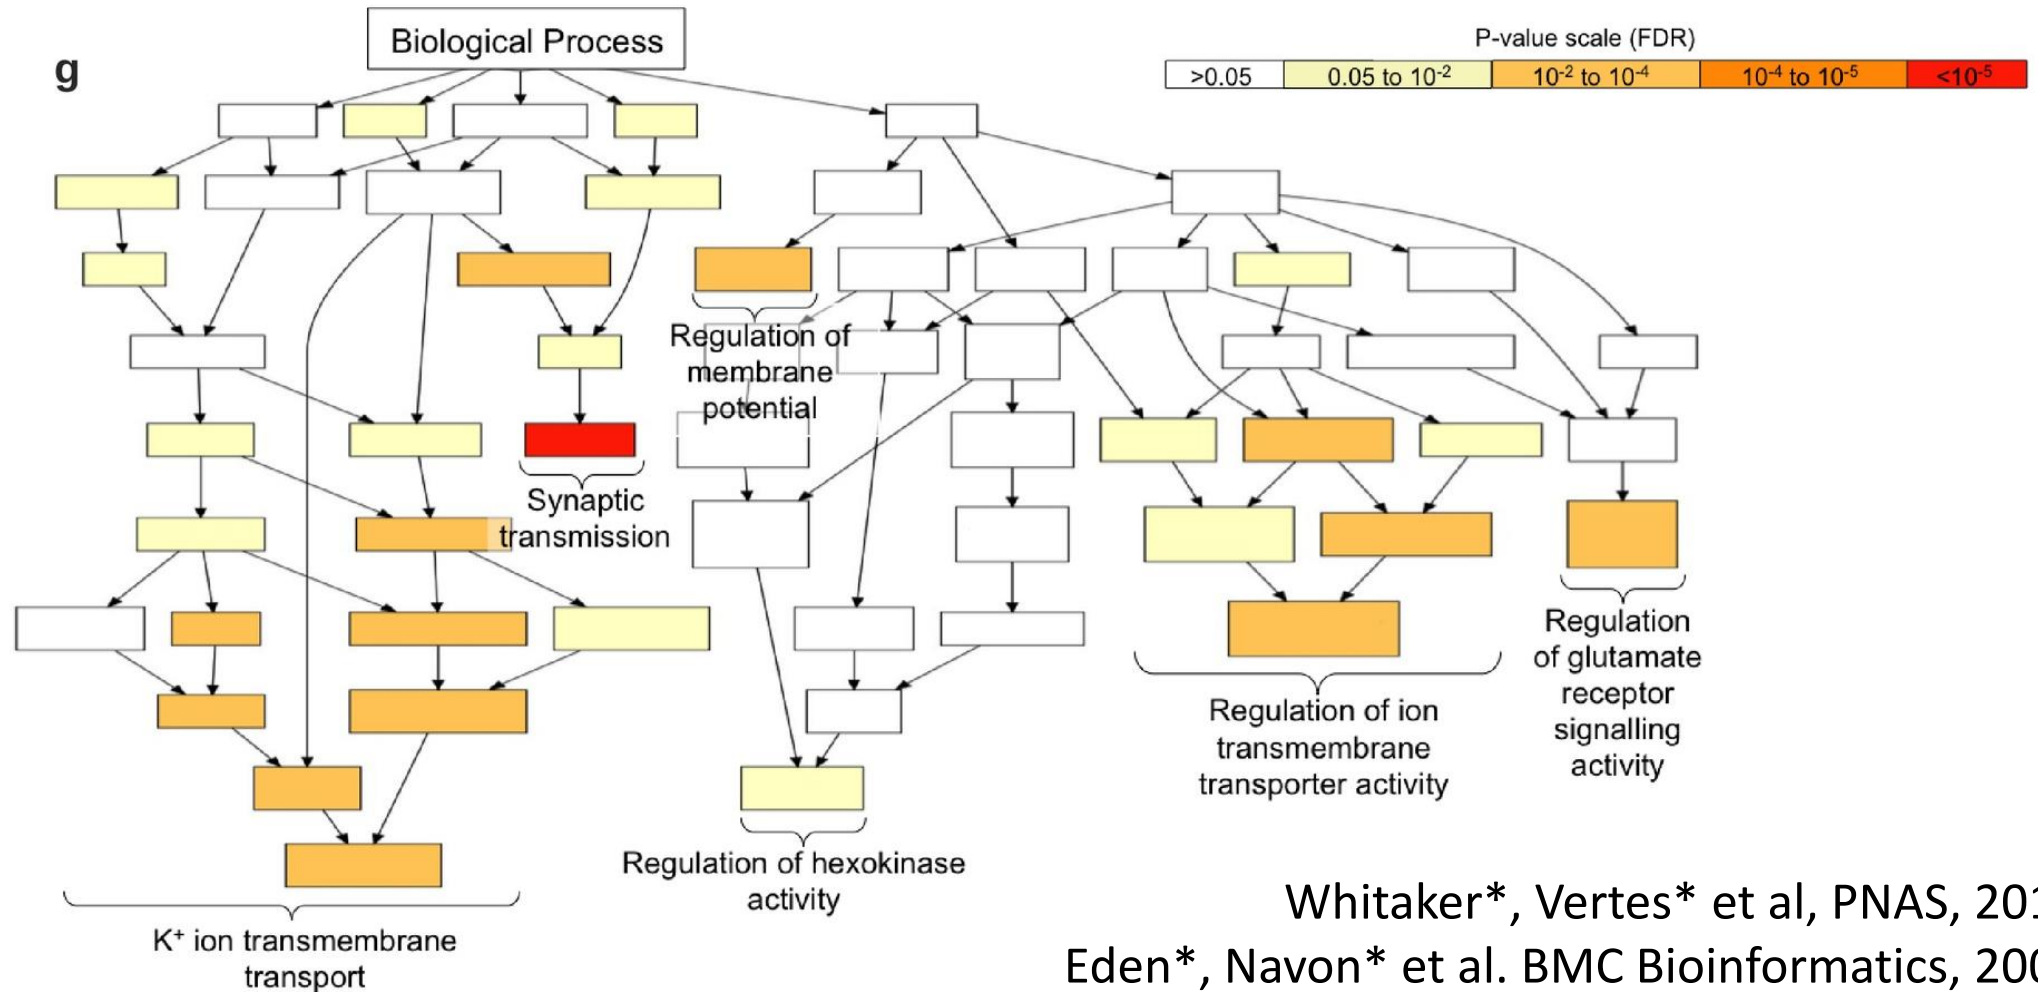 g
Biological Process
P-value scale (FDR)
>0.05 0.05 to 10⁻² 10⁻² to 10⁻⁴ 10⁻⁴ to 10⁻⁵ <10⁻⁵
Regulation of
membrane
potential
Synaptic
transmission
Regulation
of glutamate
receptor
signalling
activity
Regulation of ion
transmembrane
transporter activity
Regulation of hexokinase
activity
K⁺ ion transmembrane
transport
Whitaker*, Vertes* et al, PNAS,
Eden*, Navon* et al. BMC Bioinformatics,